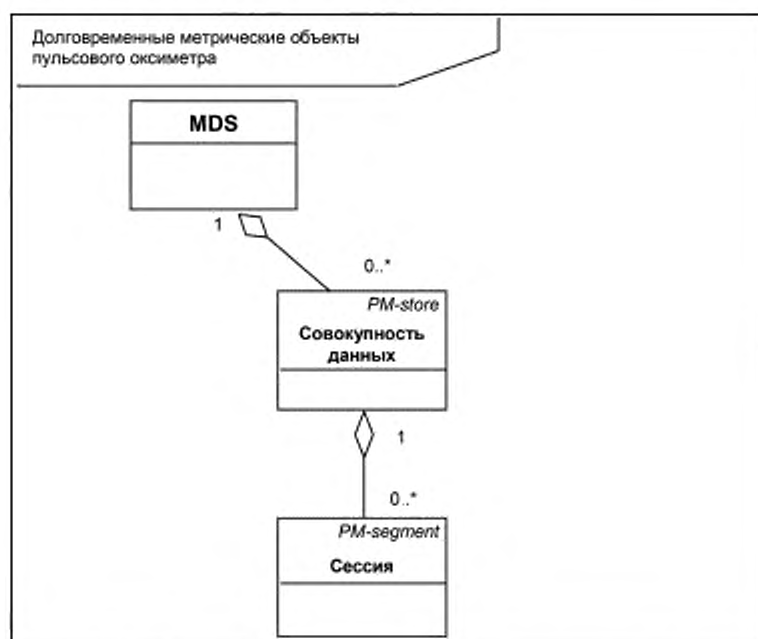 Долговременные метрические объекты
пульсового оксиметра
MDS
1
0..*
PM-store
Совокупность
данных
1
0..*
PM-segment
Сессия